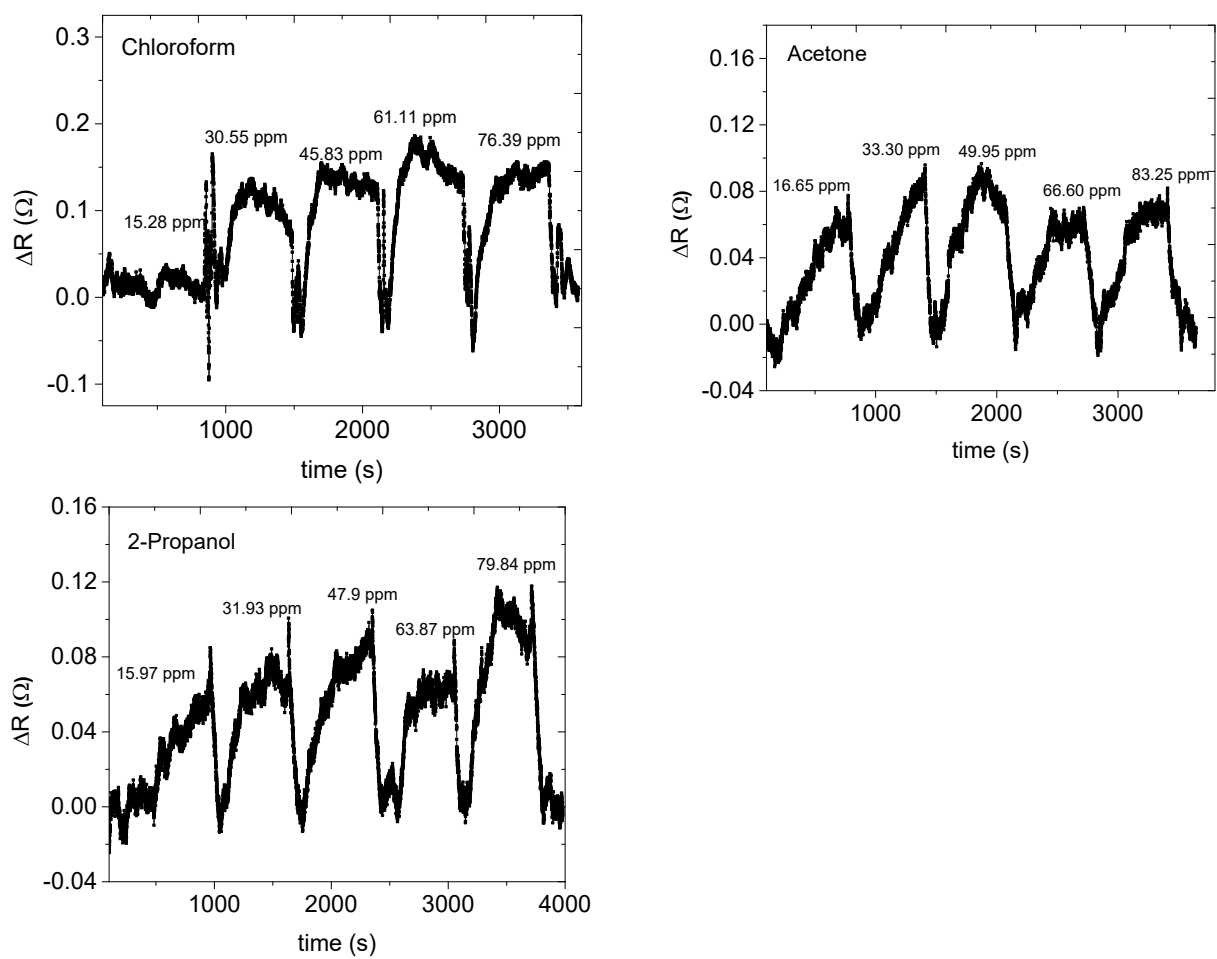 Chloroform
0.3
0.2
0.1
0.0
-0.1
ΔR (Ω)
15.28 ppm
30.55 ppm
45.83 ppm
61.11 ppm
76.39 ppm
1000
2000
3000
time (s)
Acetone
0.16
0.12
0.08
0.04
0.00
-0.04
ΔR (Ω)
16.65 ppm
33.30 ppm
49.95 ppm
66.60 ppm
83.25 ppm
1000
2000
3000
time (s)
2-Propanol
0.16
0.12
0.08
0.04
0.00
-0.04
ΔR (Ω)
15.97 ppm
31.93 ppm
47.9 ppm
63.87 ppm
79.84 ppm
1000
2000
3000
4000
time (s)